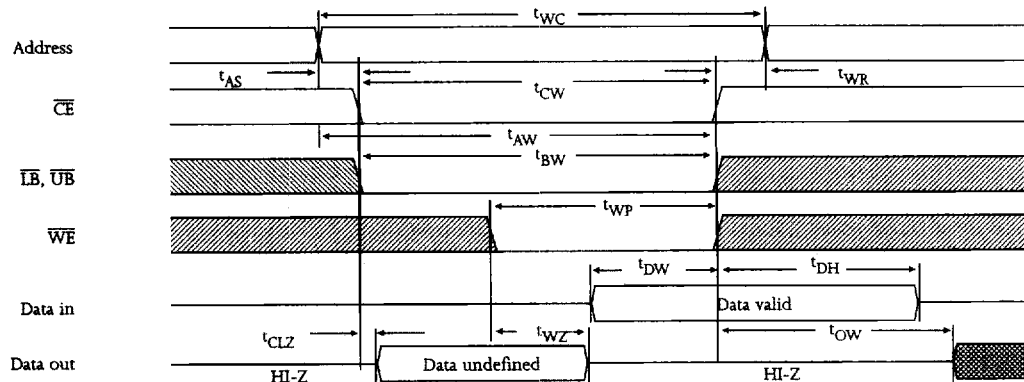 tWC
Address
tAS
tCW
tWR
CE
tAW
tBW
LB, UB
tWP
WE
tDW
tDH
Data in
Data valid
tCLZ
tWZ
tOW
Data out
Data undefined
HI-Z
HI-Z